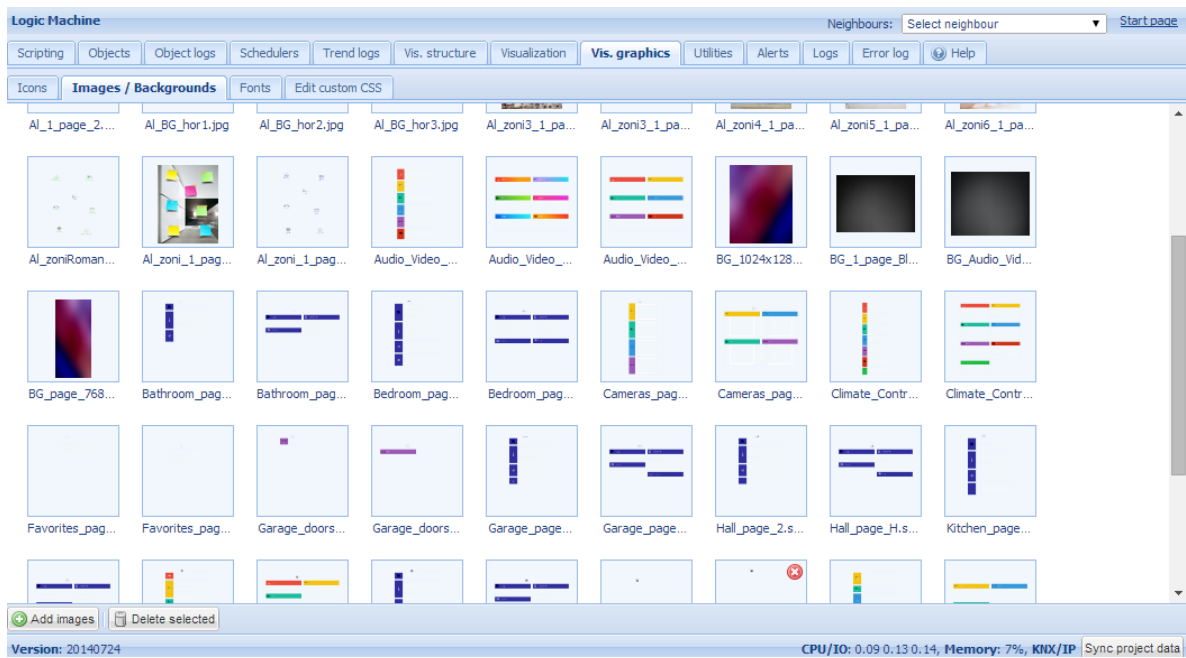 Logic Machine
Neighbours: Select neighbour Start page
Scripting Objects Object logs Schedulers Trend logs Vis. structure Visualization Vis. graphics Utilities Alerts Logs Error log Help
Icons Images / Backgrounds Fonts Edit custom CSS
Al_1_page_2.... Al_BG_hor1.jpg Al_BG_hor2.jpg Al_BG_hor3.jpg Al_zoni3_1_pa... Al_zoni3_1_pa... Al_zoni4_1_pa... Al_zoni5_1_pa... Al_zoni6_1_pa...
Al_zoniRoman... Al_zoni_1_pag... Al_zoni_1_pag... Audio_Video_... Audio_Video_... Audio_Video_... BG_1024x128... BG_1_page_Bl... BG_Audio_Vid...
BG_page_768... Bathroom_pag... Bathroom_pag... Bedroom_pag... Bedroom_pag... Cameras_pag... Cameras_pag... Climate_Contr... Climate_Contr...
Favorites_pag... Favorites_pag... Garage_doors... Garage_doors... Garage_page... Garage_page... Hall_page_2.s... Hall_page_H.s... Kitchen_page...
Add images Delete selected
Version: 20140724 CPU/IO: 0.09 0.13 0.14, Memory: 7%, KNX/IP Sync project data